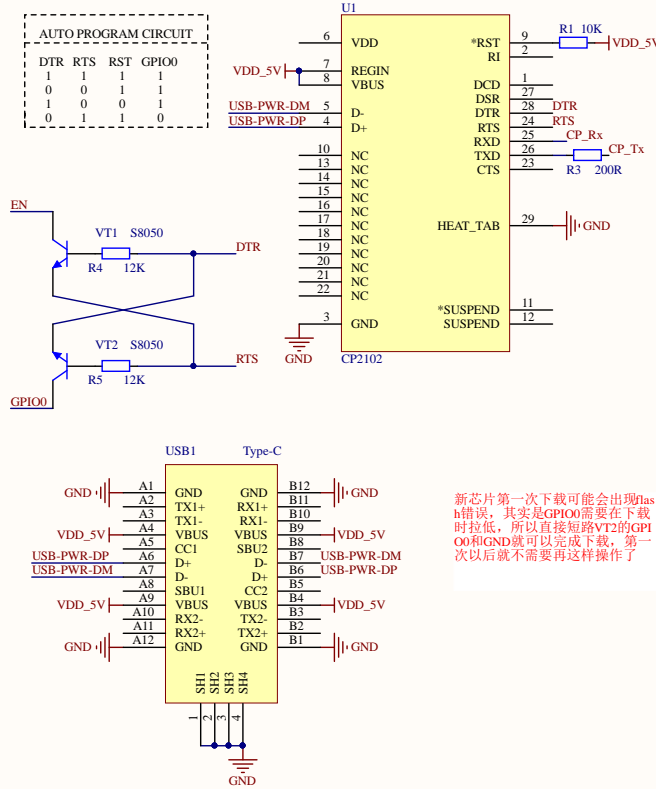 AUTO PROGRAM CIRCUIT
DTR RTS RST GPIO0
1 1 1 1
0 0 1 1
1 0 0 1
0 1 1 0
U1
6 VDD
VDD_5V 7 REGIN
8 VBUS
USB-PWR-DM 5 D-
USB-PWR-DP 4 D+
10 NC
13 NC
14 NC
15 NC
16 NC
17 NC
18 NC
19 NC
20 NC
21 NC
22 NC
3 GND
GND
*RST 9 R1 10K VDD_5V
RI 2
DCD 1
DSR 27
DTR 28 DTR
RTS 24 RTS
RXD 25 CP_Rx
TXD 26 CP_Tx
CTS 23 R3 200R
HEAT_TAB 29 GND
*SUSPEND 11
SUSPEND 12
CP2102
EN
VT1 S8050
DTR
R4 12K
VT2 S8050
RTS
R5 12K
GPIO0
USB1 Type-C
GND A1 GND GND B12 GND
A2 TX1+ RX1+ B11
A3 TX1- RX1- B10
VDD_5V A4 VBUS VBUS B9 VDD_5V
A5 CC1 SBU2 B8
USB-PWR-DP A6 D+ D- B7 USB-PWR-DM
USB-PWR-DM A7 D- D+ B6 USB-PWR-DP
A8 SBU1 CC2 B5
VDD_5V A9 VBUS VBUS B4 VDD_5V
A10 RX2- TX2- B3
A11 RX2+ TX2+ B2
GND A12 GND GND B1 GND
SH1 SH2 SH3 SH4
1 2 3 4
GND
新芯片第一次下载可能会出现flas
h错误，其实是GPIO0需要在下载
时拉低，所以直接短路VT2的GPI
O0和GND就可以完成下载，第一
次以后就不需要再这样操作了